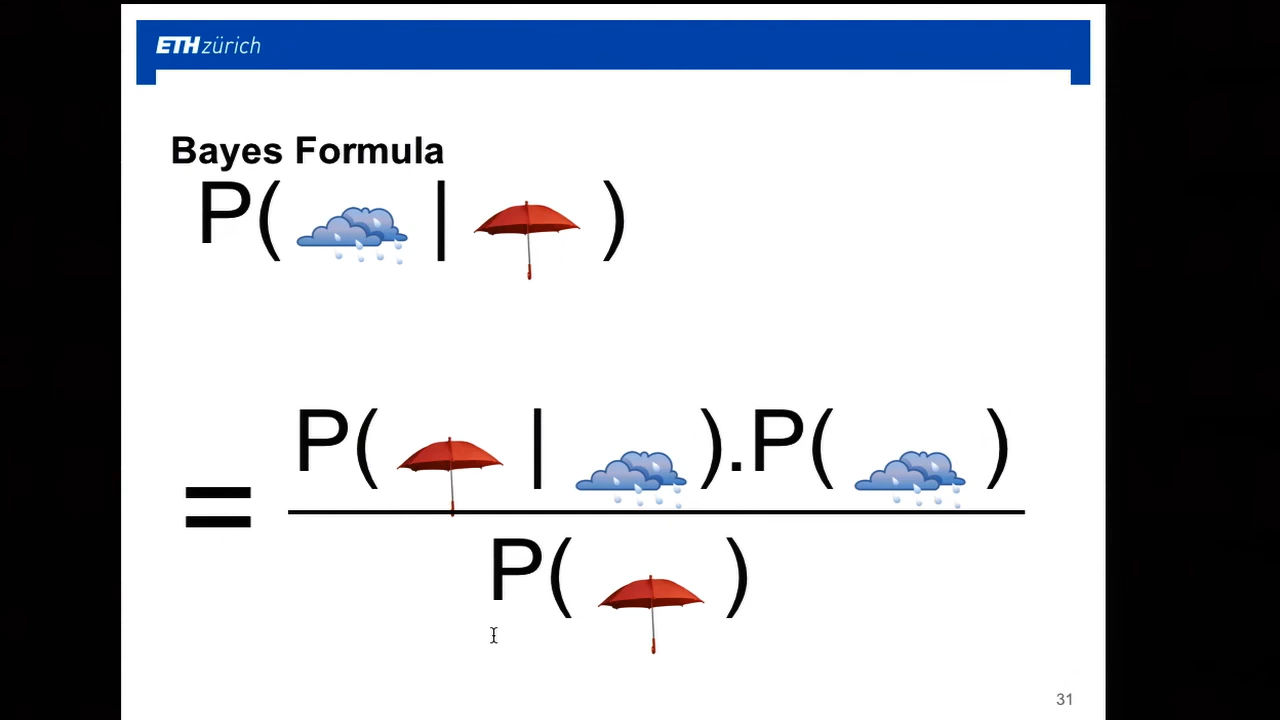 ETH zürich
Bayes Formula
P( | )
= P( | ).P( )
P( )
31